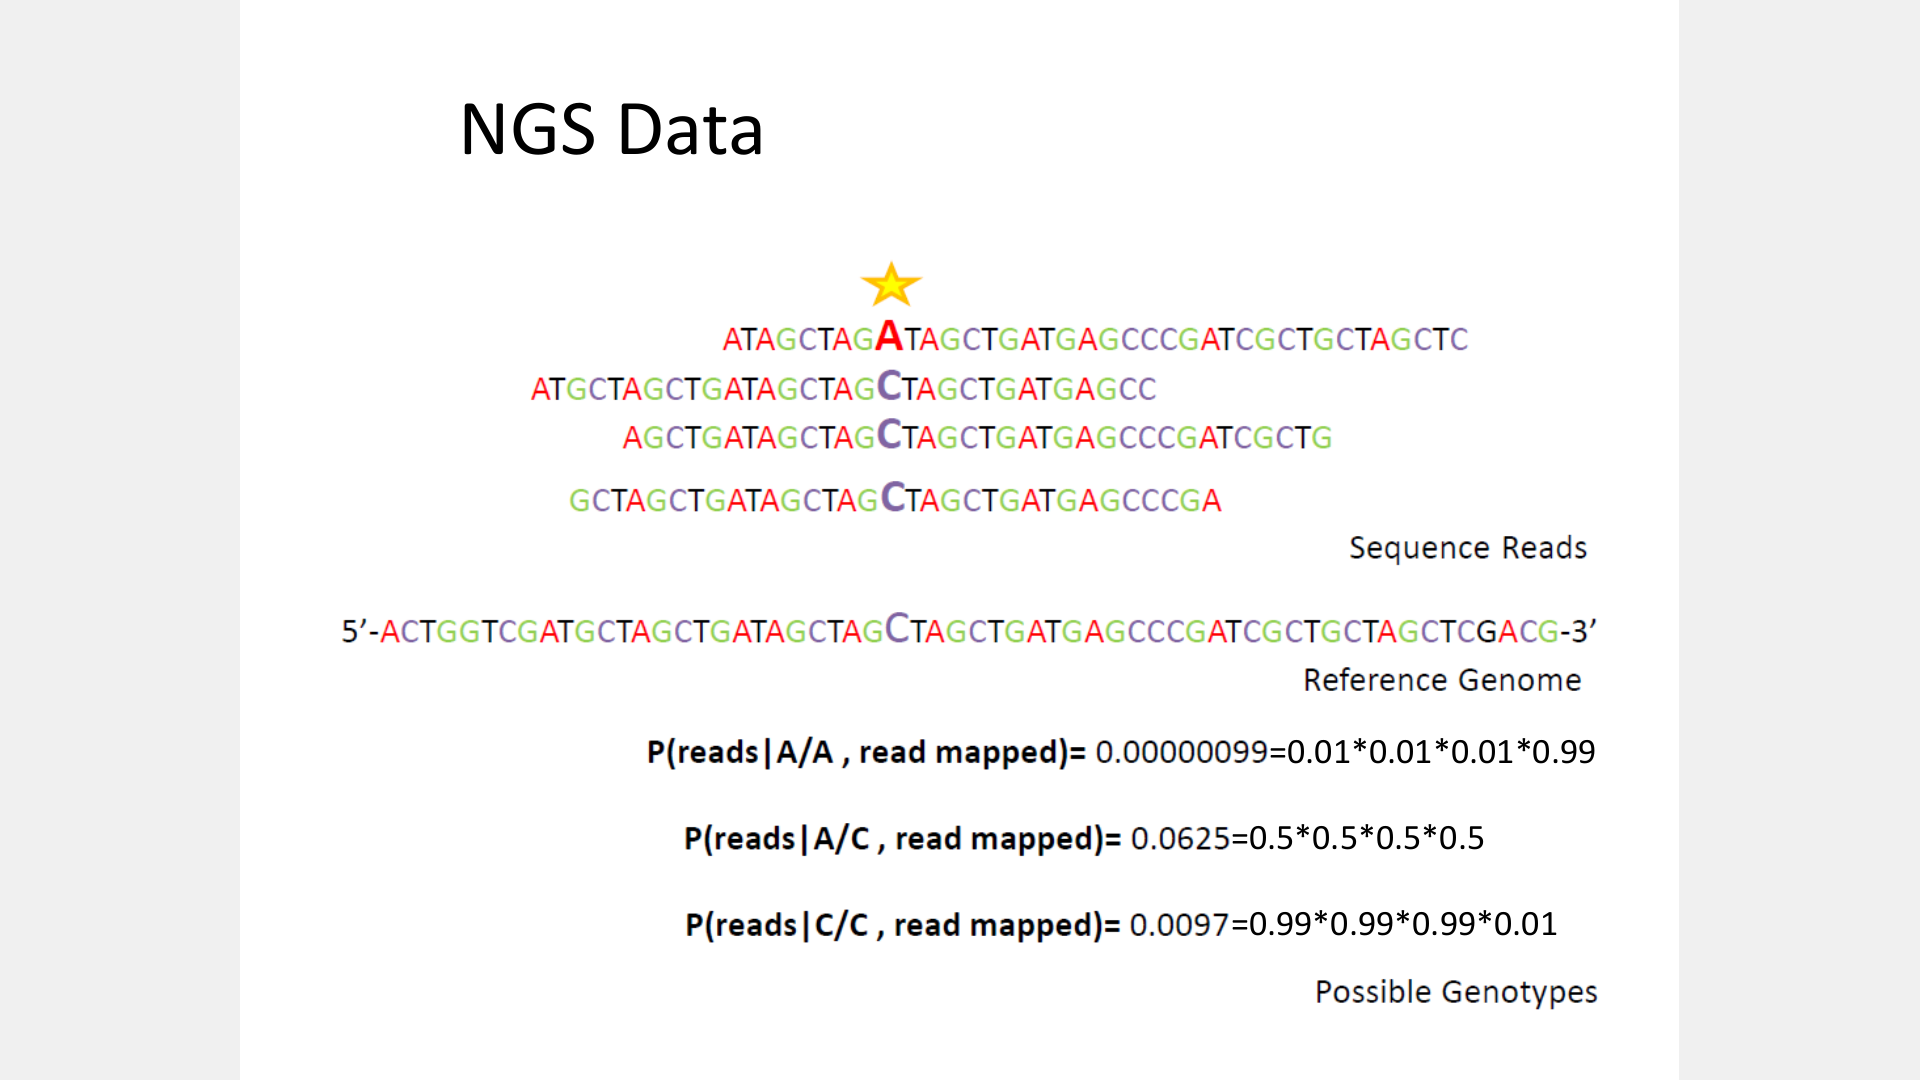 NGS Data
ATAGCTAGATAGCTGATGAGCCCGATCGCTGCTAGCTC
ATGCTAGCTGATAGCTAGCTAGCTGATGAGCC
AGCTGATAGCTAGCTAGCTGATGAGCCCGATCGCTG
GCTAGCTGATAGCTAGCTAGCTGATGAGCCCGA
Sequence Reads
5’-ACTGGTCGATGCTAGCTGATAGCTAGCTAGCTGATGAGCCCGATCGCTGCTAGCTCGACG-3’
Reference Genome
P(reads|A/A , read mapped)= 0.00000099=0.01*0.01*0.01*0.99
P(reads|A/C , read mapped)= 0.0625=0.5*0.5*0.5*0.5
P(reads|C/C , read mapped)= 0.0097=0.99*0.99*0.99*0.01
Possible Genotypes